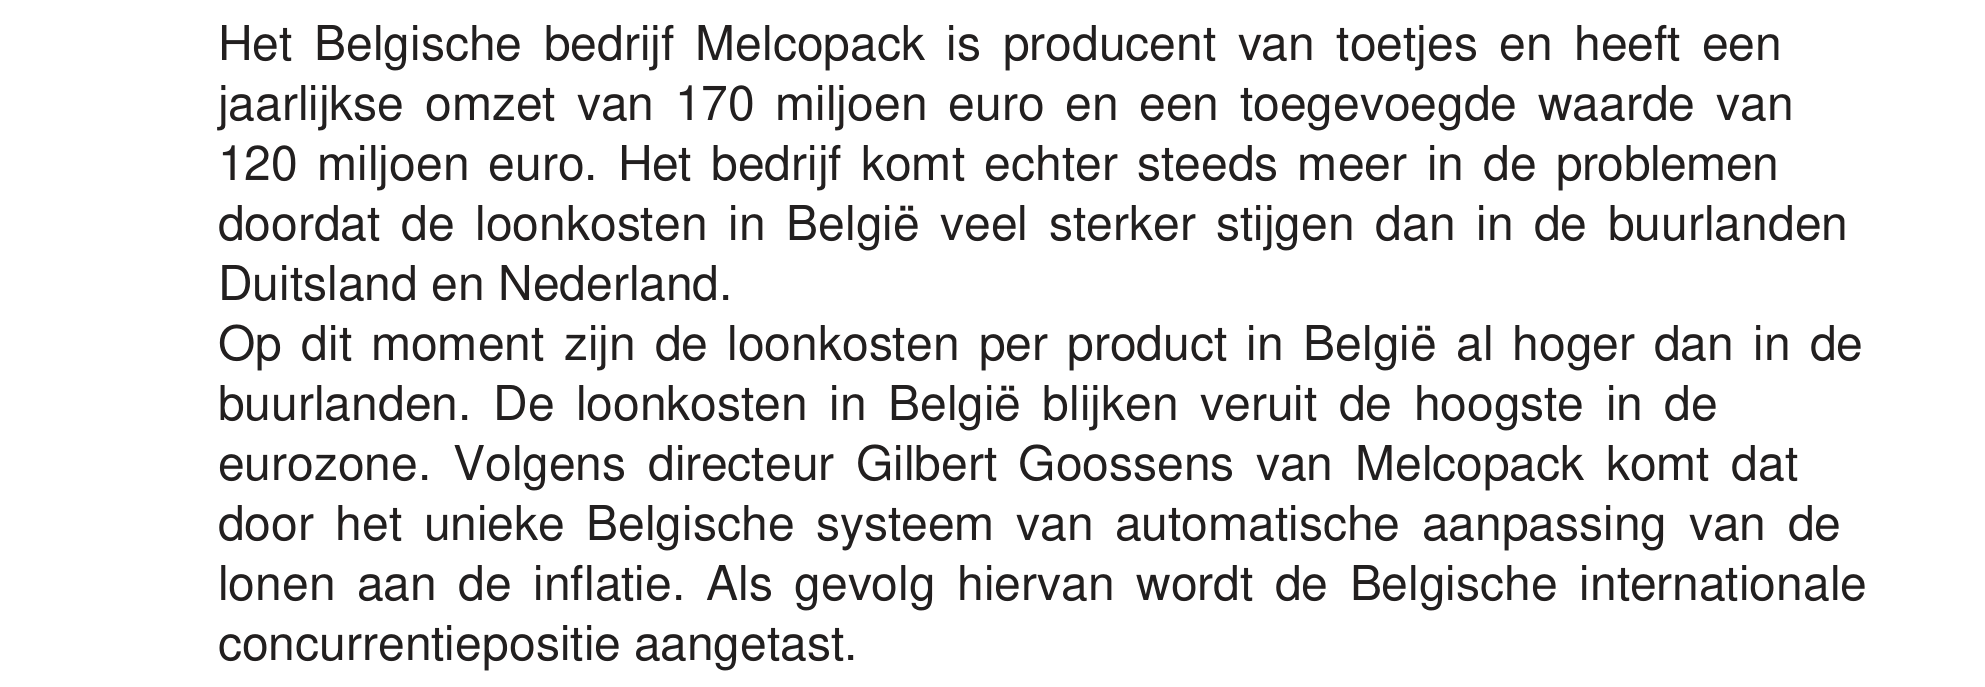 Het Belgische bedrijf Melcopack is producent van toetjes en heeft een
jaarlijkse omzet van 170 miljoen euro en een toegevoegde waarde van
120 miljoen euro. Het bedrijf komt echter steeds meer in de problemen
doordat de loonkosten in België veel sterker stijgen dan in de buurlanden
Duitsland en Nederland.
Op dit moment zijn de loonkosten per product in België al hoger dan in de
buurlanden. De loonkosten in België blijken veruit de hoogste in de
eurozone. Volgens directeur Gilbert Goossens van Melcopack komt dat
door het unieke Belgische systeem van automatische aanpassing van de
lonen aan de inflatie. Als gevolg hiervan wordt de Belgische internationale
concurrentiepositie aangetast.